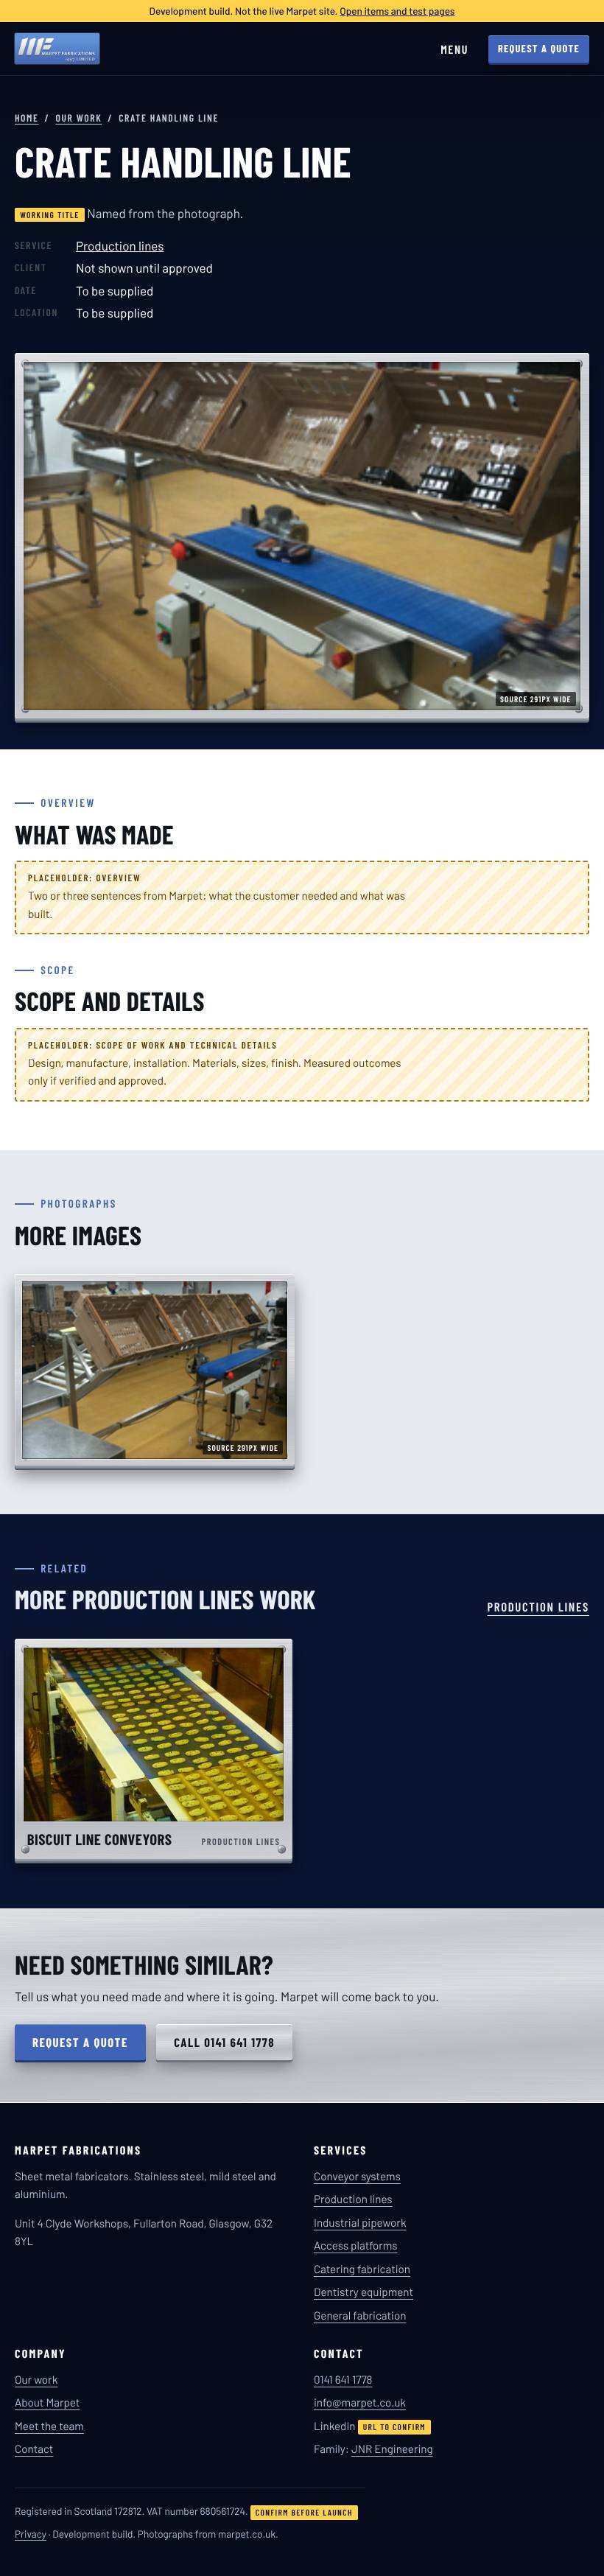 Development build. Not the live Marpet site. Open items and test pages
MF MARPET FABRICATIONS
MENU
REQUEST A QUOTE
HOME / OUR WORK / CRATE HANDLING LINE
CRATE HANDLING LINE
WORKING TITLE Named from the photograph.
SERVICE Production lines
CLIENT Not shown until approved
DATE To be supplied
LOCATION To be supplied
SOURCE 291PX WIDE
OVERVIEW
WHAT WAS MADE
PLACEHOLDER: OVERVIEW
Two or three sentences from Marpet: what the customer needed and what was
built.
SCOPE
SCOPE AND DETAILS
PLACEHOLDER: SCOPE OF WORK AND TECHNICAL DETAILS
Design, manufacture, installation. Materials, sizes, finish. Measured outcomes
only if verified and approved.
PHOTOGRAPHS
MORE IMAGES
SOURCE 291PX WIDE
RELATED
MORE PRODUCTION LINES WORK
PRODUCTION LINES
BISCUIT LINE CONVEYORS
PRODUCTION LINES
NEED SOMETHING SIMILAR?
Tell us what you need made and where it is going. Marpet will come back to you.
REQUEST A QUOTE
CALL 0141 641 1778
MARPET FABRICATIONS
Sheet metal fabricators. Stainless steel, mild steel and
aluminium.
Unit 4 Clyde Workshops, Fullarton Road, Glasgow, G32
8YL
SERVICES
Conveyor systems
Production lines
Industrial pipework
Access platforms
Catering fabrication
Dentistry equipment
General fabrication
COMPANY
Our work
About Marpet
Meet the team
Contact
CONTACT
0141 641 1778
info@marpet.co.uk
LinkedIn URL TO CONFIRM
Family: JNR Engineering
Registered in Scotland 172812. VAT number 680561724. CONFIRM BEFORE LAUNCH
Privacy · Development build. Photographs from marpet.co.uk.